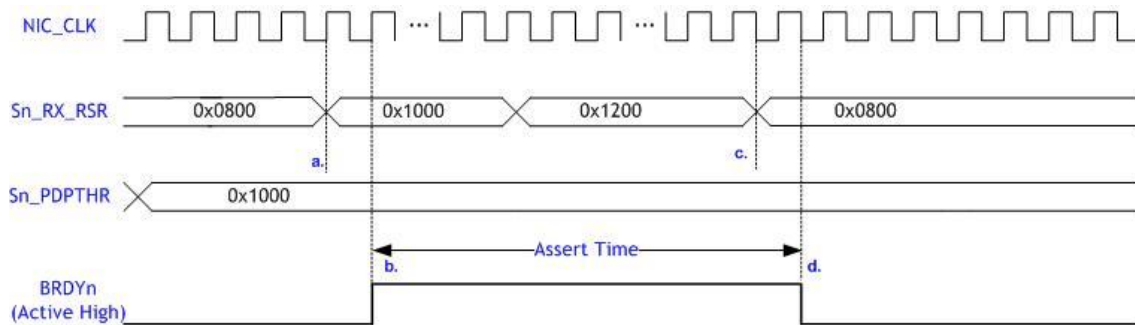 NIC_CLK ... ...
Sn_RX_RSR 0x0800 0x1000 0x1200 0x0800
a. c.
Sn_PDPTHR 0x1000
Assert Time
b. d.
BRDYn
(Active High)